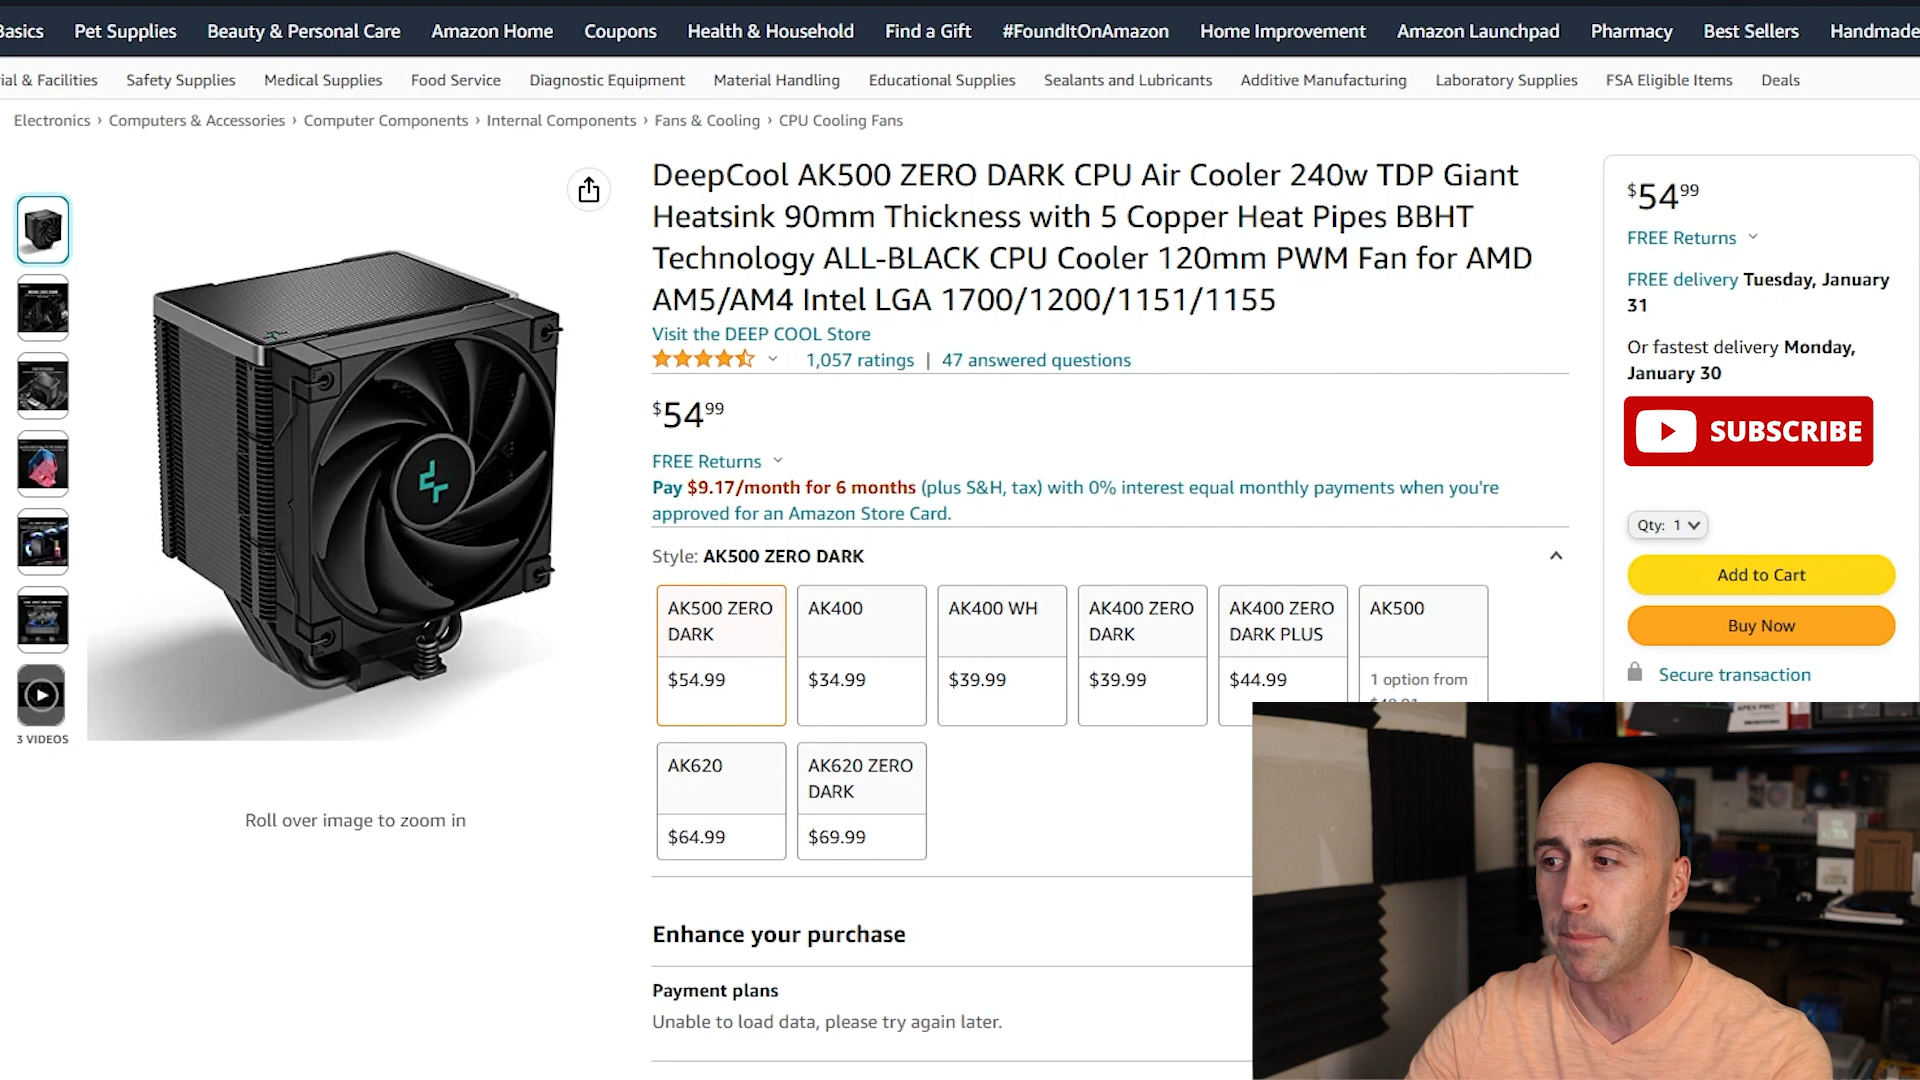 Basics Pet Supplies Beauty & Personal Care Amazon Home Coupons Health & Household Find a Gift #FoundItOnAmazon Home Improvement Amazon Launchpad Pharmacy Best Sellers Handmade
ial & Facilities Safety Supplies Medical Supplies Food Service Diagnostic Equipment Material Handling Educational Supplies Sealants and Lubricants Additive Manufacturing Laboratory Supplies FSA Eligible Items Deals
Electronics › Computers & Accessories › Computer Components › Internal Components › Fans & Cooling › CPU Cooling Fans
DeepCool AK500 ZERO DARK CPU Air Cooler 240w TDP Giant
Heatsink 90mm Thickness with 5 Copper Heat Pipes BBHT
Technology ALL-BLACK CPU Cooler 120mm PWM Fan for AMD
AM5/AM4 Intel LGA 1700/1200/1151/1155
Visit the DEEP COOL Store
1,057 ratings | 47 answered questions
$54 99
FREE Returns
Pay $9.17/month for 6 months (plus S&H, tax) with 0% interest equal monthly payments when you're
approved for an Amazon Store Card.
Style: AK500 ZERO DARK
AK500 ZERO
DARK
$54.99
AK400
$34.99
AK400 WH
$39.99
AK400 ZERO
DARK
$39.99
AK400 ZERO
DARK PLUS
$44.99
AK500
1 option from
AK620
$64.99
AK620 ZERO
DARK
$69.99
Enhance your purchase
Payment plans
Unable to load data, please try again later.
3 VIDEOS
Roll over image to zoom in
$54 99
FREE Returns
FREE delivery Tuesday, January
31
Or fastest delivery Monday,
January 30
SUBSCRIBE
Qty: 1
Add to Cart
Buy Now
Secure transaction